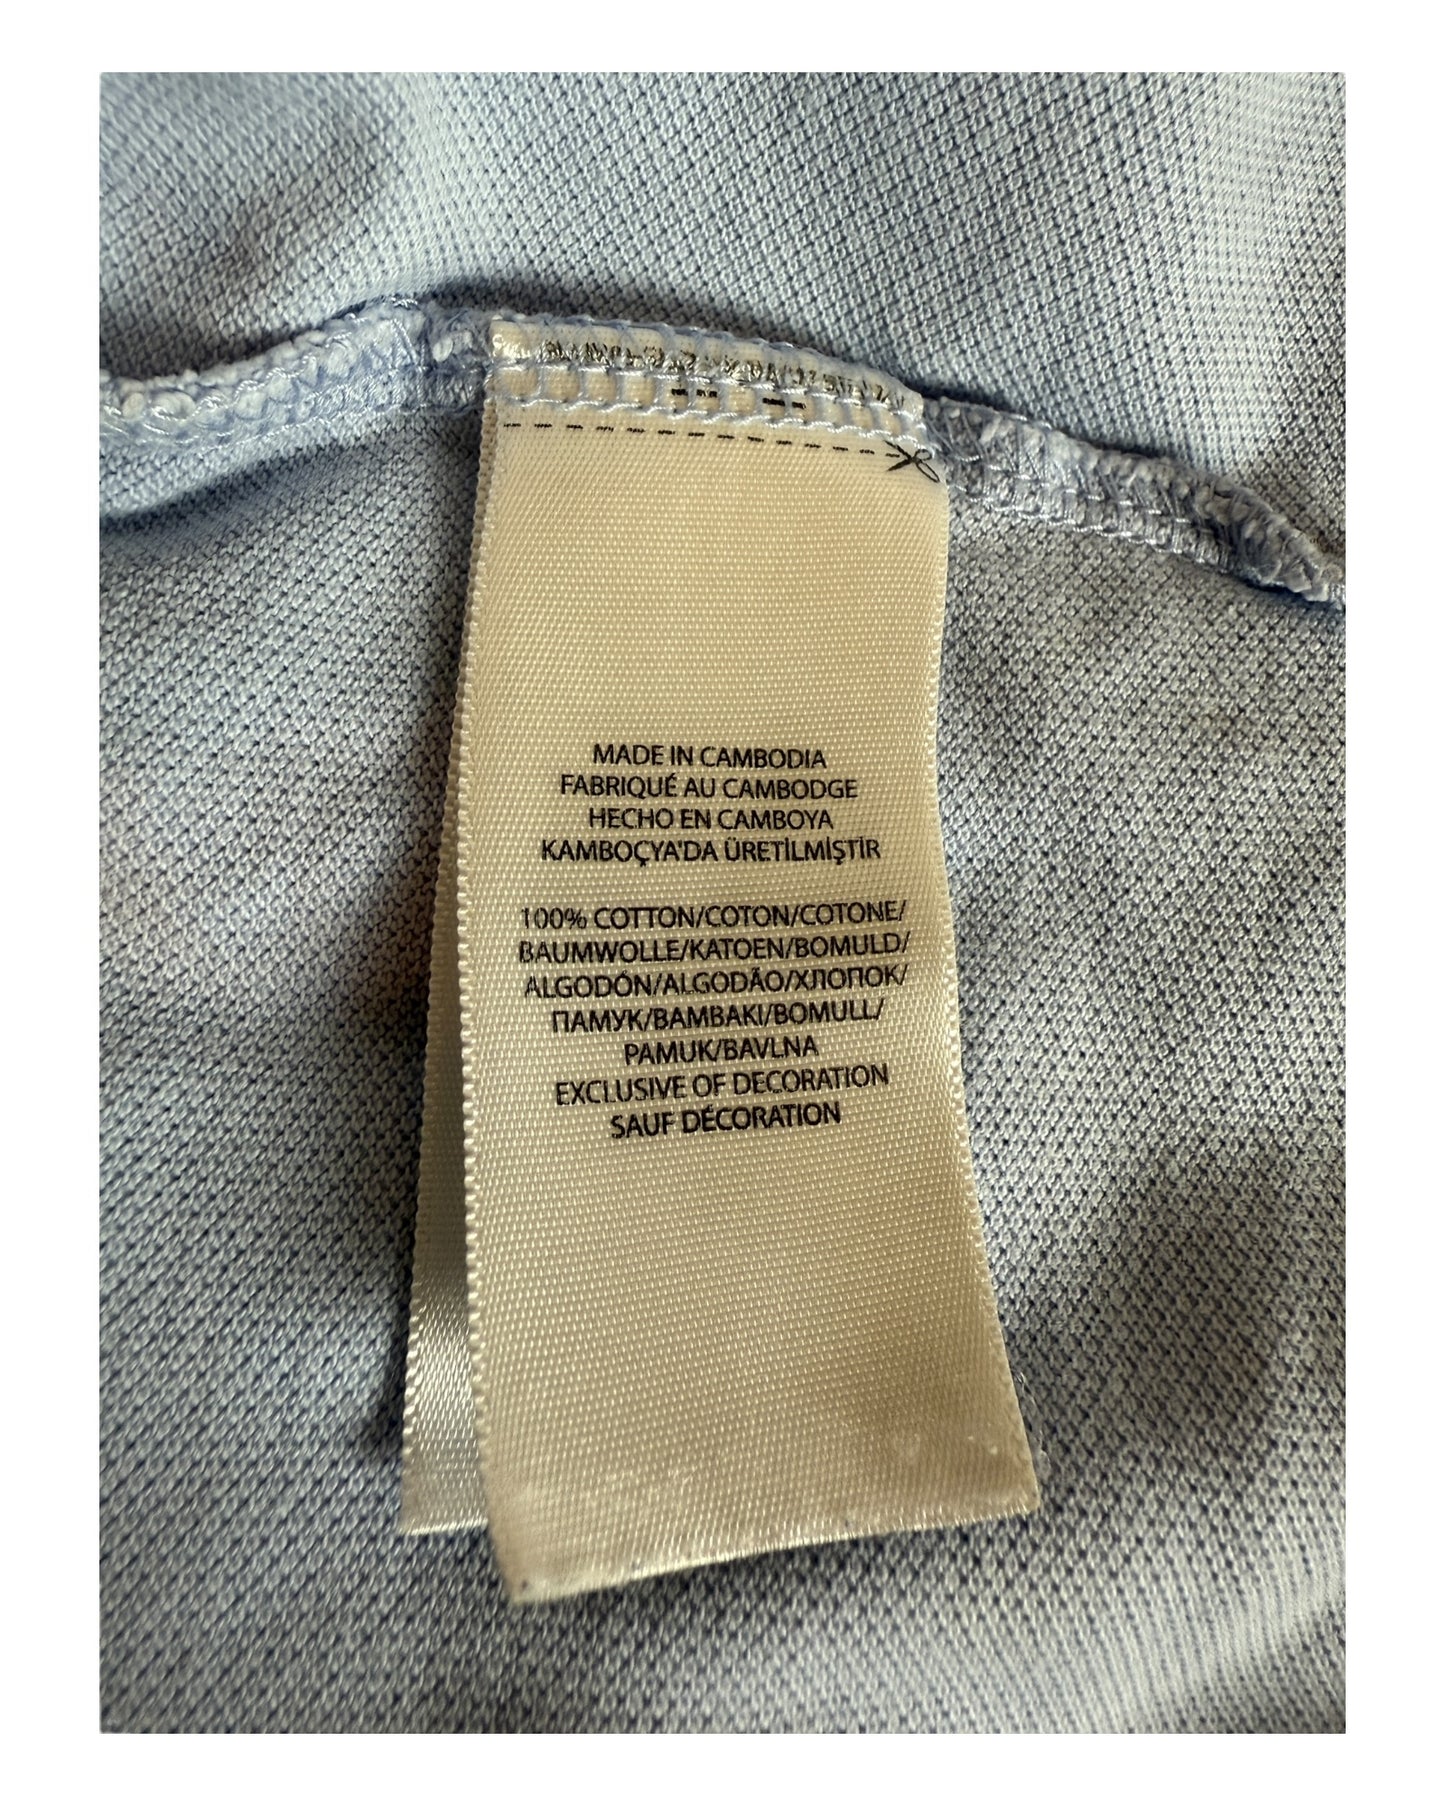 MADE IN CAMBODIA
FABRIQUÉ AU CAMBODGE
HECHO EN CAMBOYA
KAMBOÇYA'DA ÜRETİLMİŞTİR
100% COTTON/COTON/COTONE/
BAUMWOLLE/KATOEN/BOMULD/
ALGODÓN/ALGODÃO/ХЛОПОК/
ПАМУК/BAMBAKI/BOMULL/
PAMUK/BAVLNA
EXCLUSIVE OF DECORATION
SAUF DÉCORATION